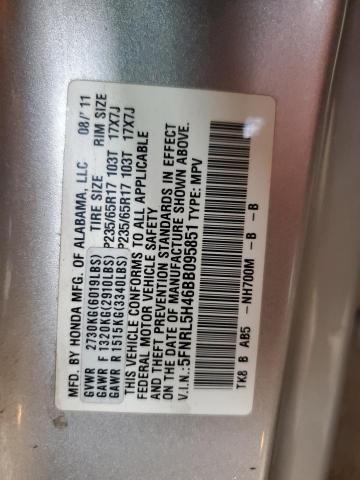 MFD. BY HONDA MFG. OF ALABAMA, LLC 08/'11
TIRE SIZE RIM SIZE
GVWR 2730KG(6019LBS)
GAWR F 1320KG(2910LBS) P235/65R17 103T 17X7J
GAWR R 1515KG(3340LBS) P235/65R17 103T 17X7J
THIS VEHICLE CONFORMS TO ALL APPLICABLE
FEDERAL MOTOR VEHICLE SAFETY
AND THEFT PREVENTION STANDARDS IN EFFECT
ON THE DATE OF MANUFACTURE SHOWN ABOVE.
V.I.N.:5FNRL5H46BB095851 TYPE: MPV
TK8 B AB5 -NH700M - B - B